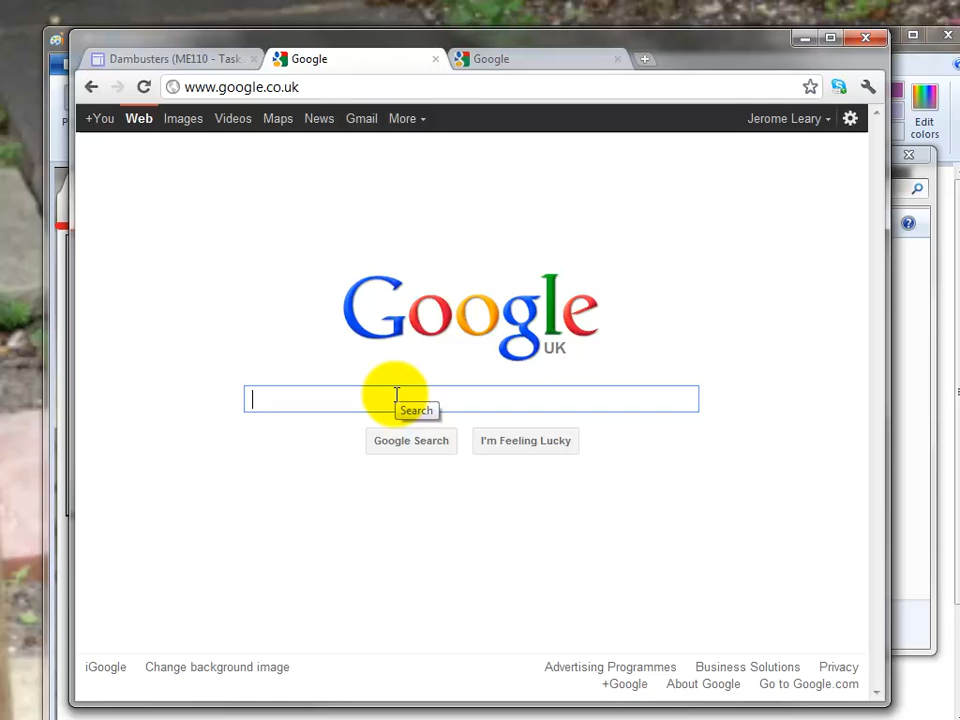 Dambusters (ME110 - Task
Google
Google
www.google.co.uk
+You Web Images Videos Maps News Gmail More
Jerome Leary
Edit
colors
Google
UK
Search
Google Search
I'm Feeling Lucky
iGoogle
Change background image
Advertising Programmes
Business Solutions
Privacy
+Google
About Google
Go to Google.com